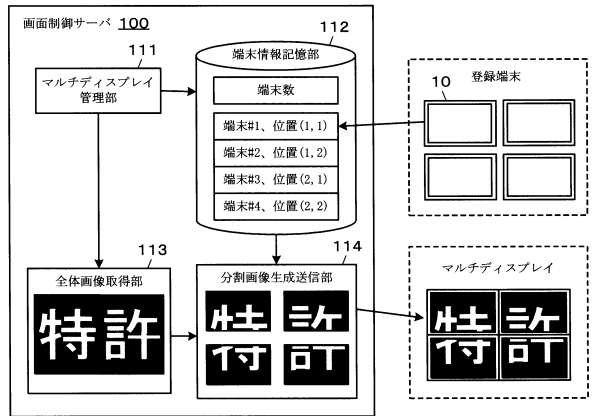 画面制御サーバ 100
111
マルチディスプレイ
管理部
112
端末情報記憶部
端末数
端末#1、位置(1,1)
端末#2、位置(1,2)
端末#3、位置(2,1)
端末#4、位置(2,2)
登録端末
10
113
全体画像取得部
特許
114
分割画像生成送信部
特許
マルチディスプレイ
特許